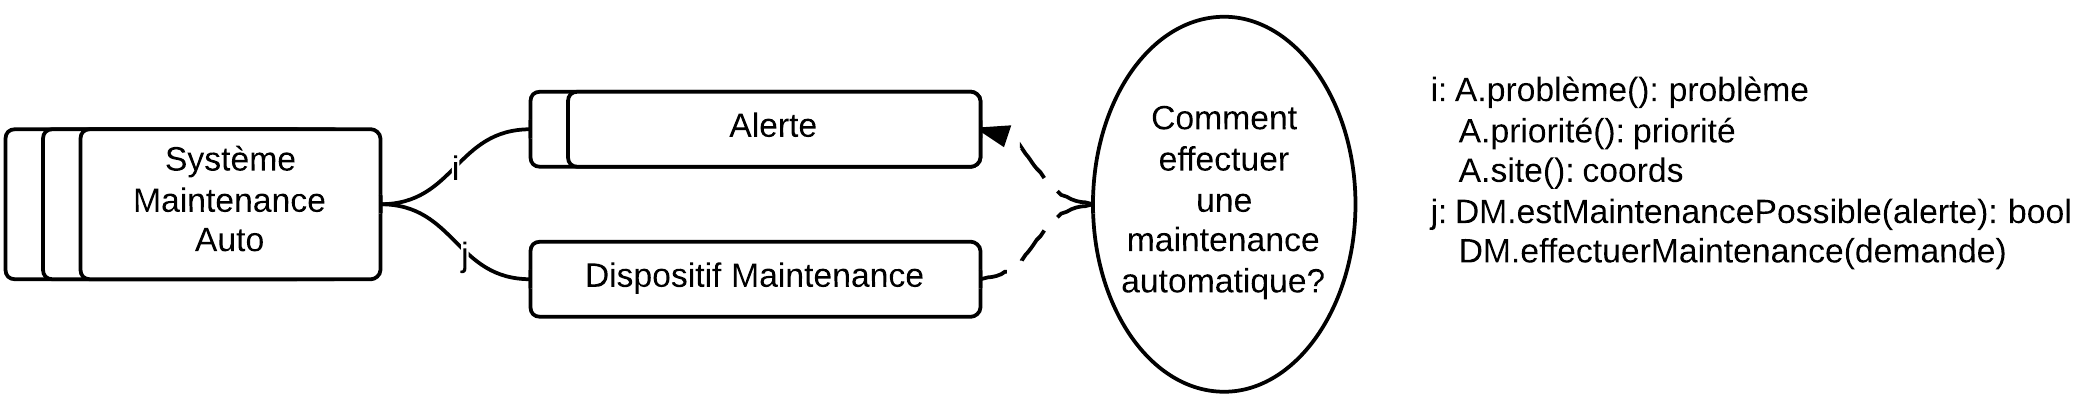 Système
Maintenance
Auto
i
j
Alerte
Dispositif Maintenance
Comment
effectuer
une
maintenance
automatique?
i: A.problème(): problème
A.priorité(): priorité
A.site(): coords
j: DM.estMaintenancePossible(alerte): bool
DM.effectuerMaintenance(demande)